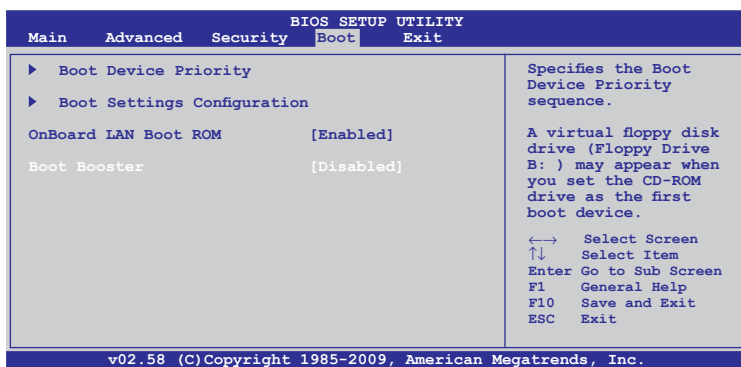 BIOS SETUP UTILITY
Main Advanced Security Boot Exit
Boot Device Priority
Boot Settings Configuration
OnBoard LAN Boot ROM [Enabled]
Boot Booster [Disabled]
Specifies the Boot
Device Priority
sequence.
A virtual floppy disk
drive (Floppy Drive
B: ) may appear when
you set the CD-ROM
drive as the first
boot device.
←→ Select Screen
↑↓ Select Item
Enter Go to Sub Screen
F1 General Help
F10 Save and Exit
ESC Exit
v02.58 (C)Copyright 1985-2009, American Megatrends, Inc.